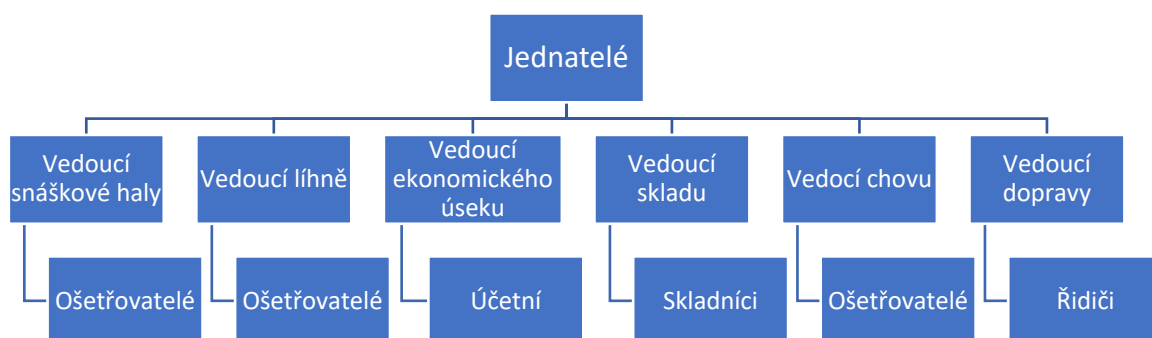 Jednatelé
Vedoucí
snáškové haly
Vedoucí líhně
Vedoucí
ekonomického
úseku
Vedoucí
skladu
Vedocí chovu
Vedoucí
dopravy
Ošetřovatelé
Ošetřovatelé
Účetní
Skladníci
Ošetřovatelé
Řidiči